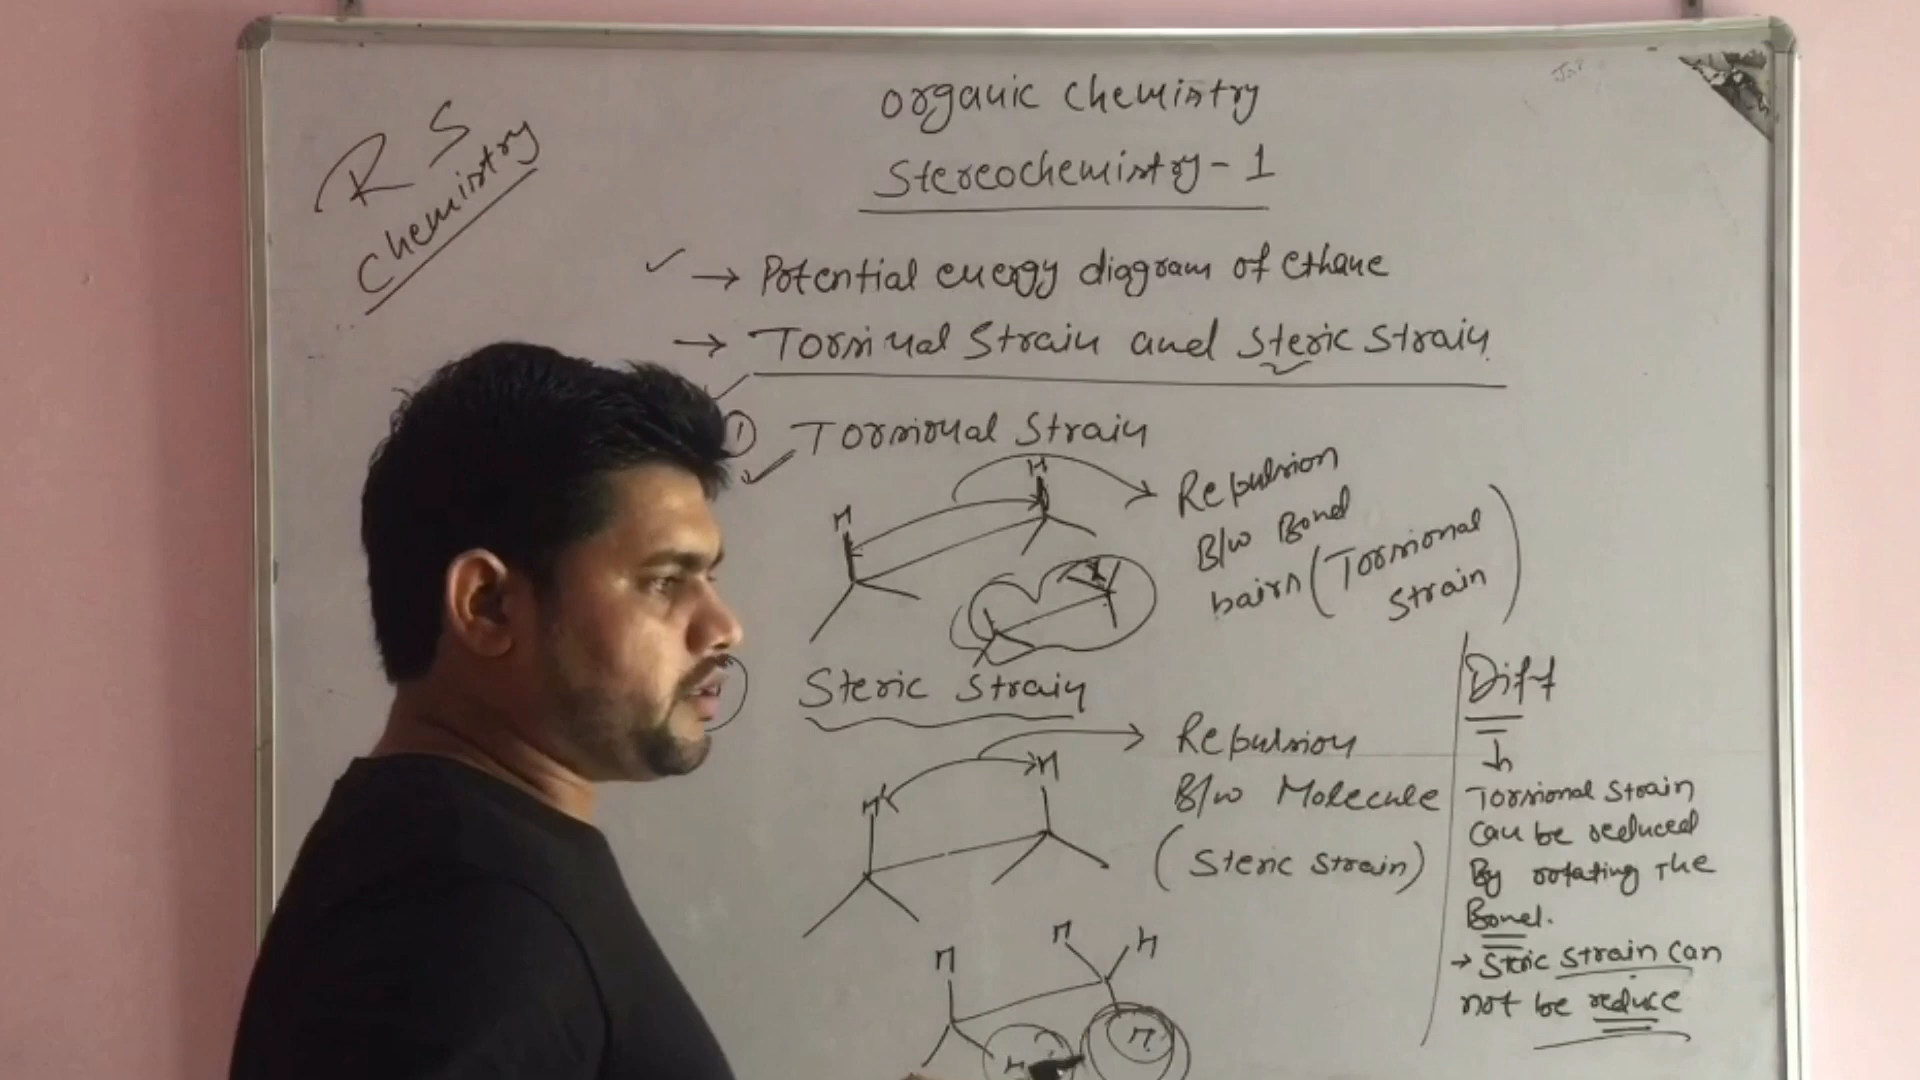 RS
Chemistry
Organic Chemistry
Stereochemistry-1
✓ → Potential energy diagram of ethane
→ Torsional Strain and Steric Strain
① Torsional Strain
H
H
Repulsion
B/w Bond
pairs (Torsional
Strain)
Steric Strain
H
H
Repulsion
B/w Molecule
(Steric Strain)
H
H
H
H
H
Diff
Torsional Strain
Can be reduced
By rotating The
Bond.
→ Steric Strain Can
not be reduce